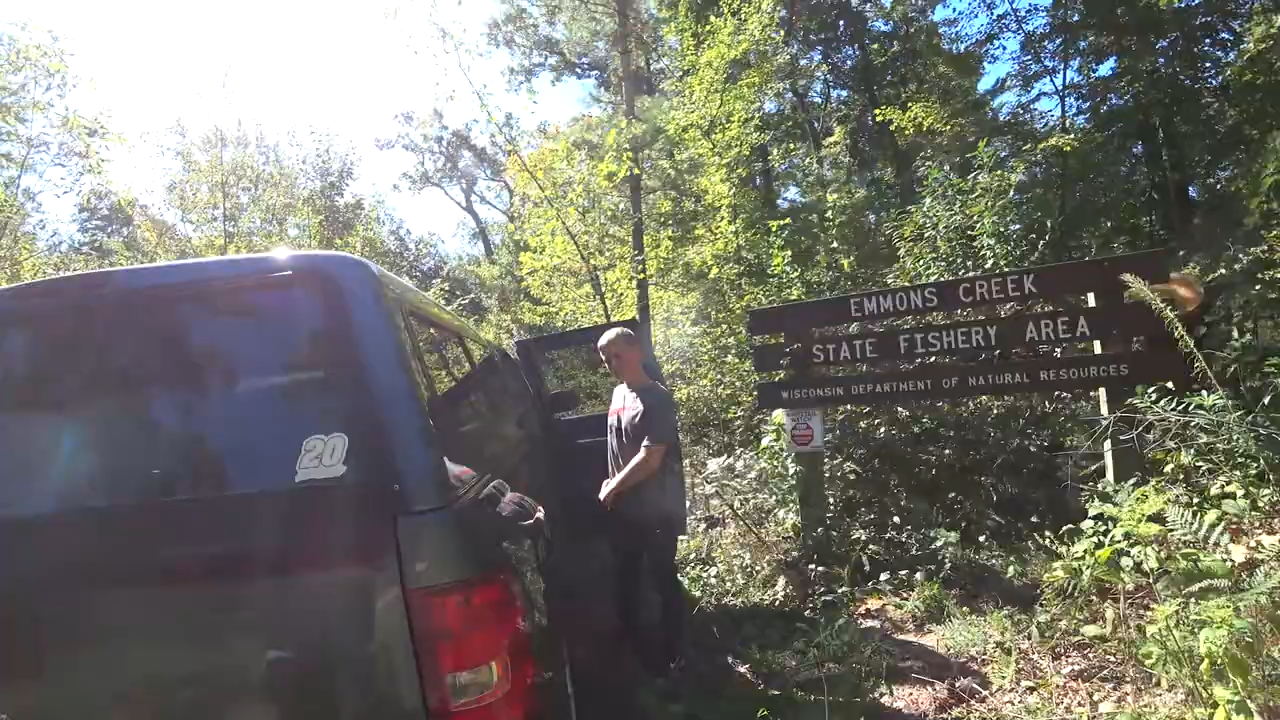 EMMONS CREEK
STATE FISHERY AREA
WISCONSIN DEPARTMENT OF NATURAL RESOURCES
20